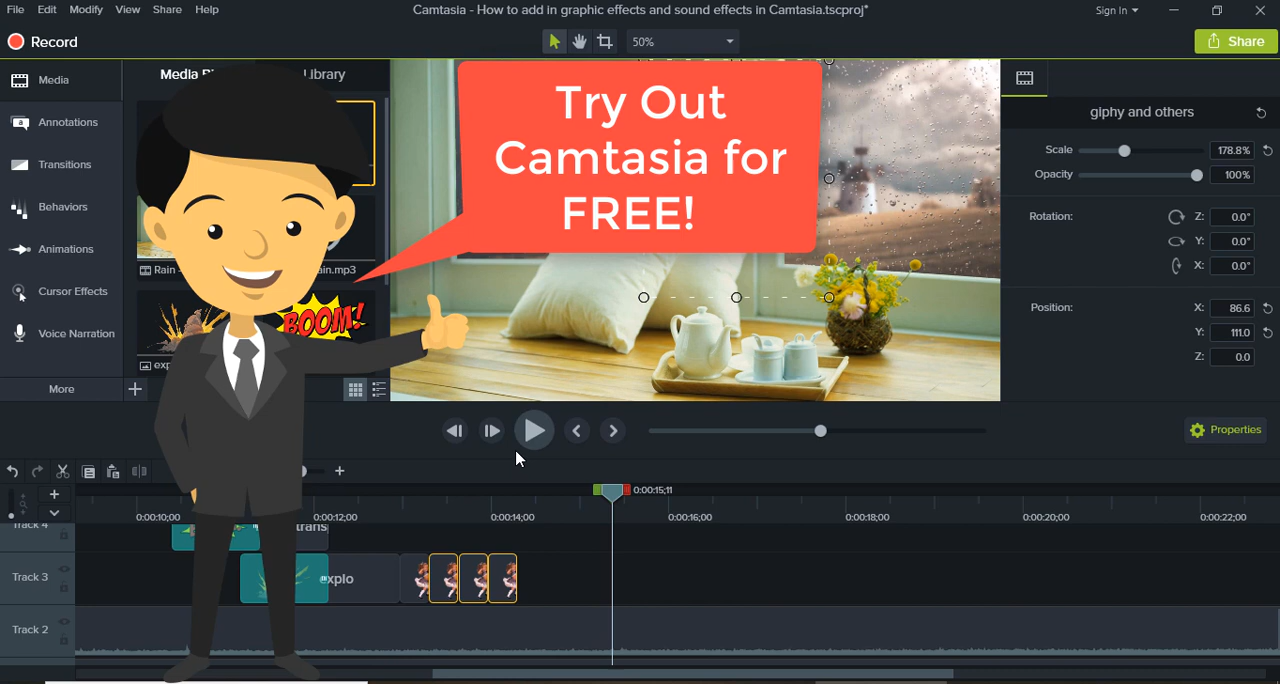 File Edit Modify View Share Help
Camtasia - How to add in graphic effects and sound effects in Camtasia.tscproj*
Sign In
Record
50%
Share
Media
Library
Annotations
Transitions
Behaviors
Animations
Cursor Effects
Voice Narration
More
Rain
ain.mp3
BOOM!
Try Out
Camtasia for
FREE!
giphy and others
Scale 178.8%
Opacity 100%
Rotation: Z: 0.0°
Y: 0.0°
X: 0.0°
Position: X: 86.6
Y: 111.0
Z: 0.0
Properties
0:00:15;11
0:00:10;00 0:00:12;00 0:00:14;00 0:00:16;00 0:00:18;00 0:00:20;00 0:00:22;00
Track 4
trans
Track 3
explo
Track 2